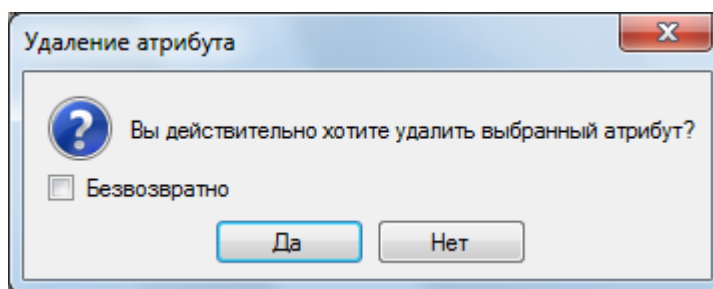 Удаление атрибута
Вы действительно хотите удалить выбранный атрибут?
Безвозвратно
Да Нет